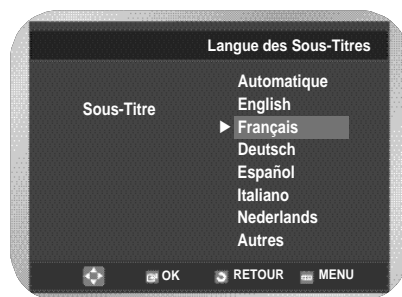 Langue des Sous-Titres
Sous-Titre
Automatique
English
Français
Deutsch
Español
Italiano
Nederlands
Autres
OK RETOUR MENU